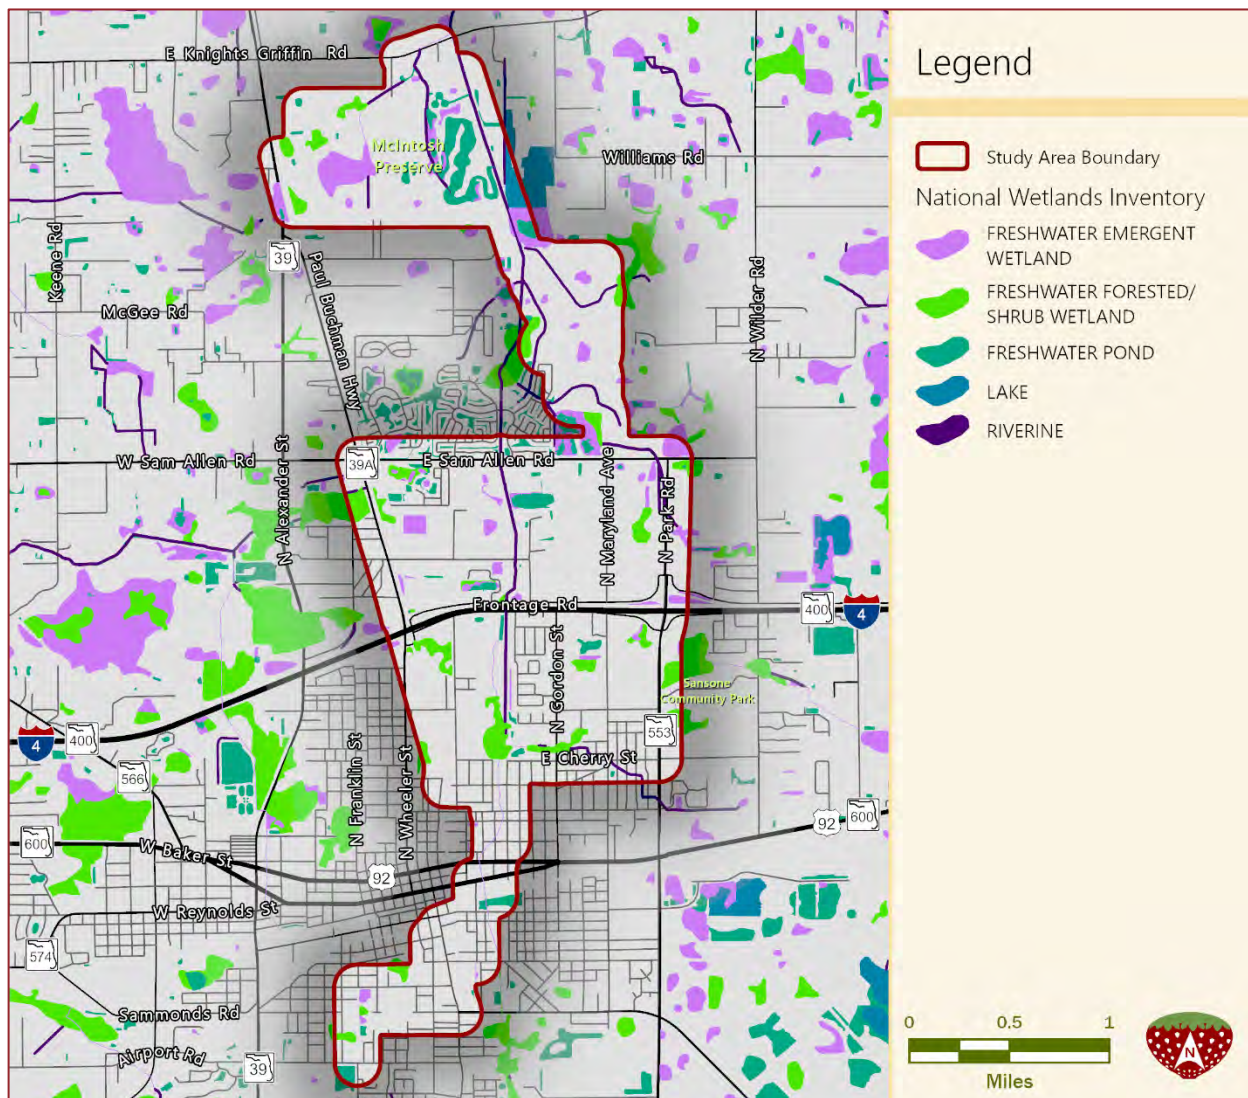 E Knights Griffin Rd
McIntosh
Preserve
Williams Rd
Keene Rd
39
Paul Buchman Hwy
N Wilder Rd
McGee Rd
W Sam Allen Rd
N Alexander St
39A
E Sam Allen Rd
N Maryland Ave
N Park Rd
Frontage Rd
400
4
N Gordon St
Sansone
Community Park
4
400
566
N Franklin St
N Wheeler St
E Cherry St
553
600
W Baker St
92
92
600
W Reynolds St
574
Sammonds Rd
Airport Rd
39
Legend
Study Area Boundary
National Wetlands Inventory
FRESHWATER EMERGENT
WETLAND
FRESHWATER FORESTED/
SHRUB WETLAND
FRESHWATER POND
LAKE
RIVERINE
0 0.5 1
Miles
N